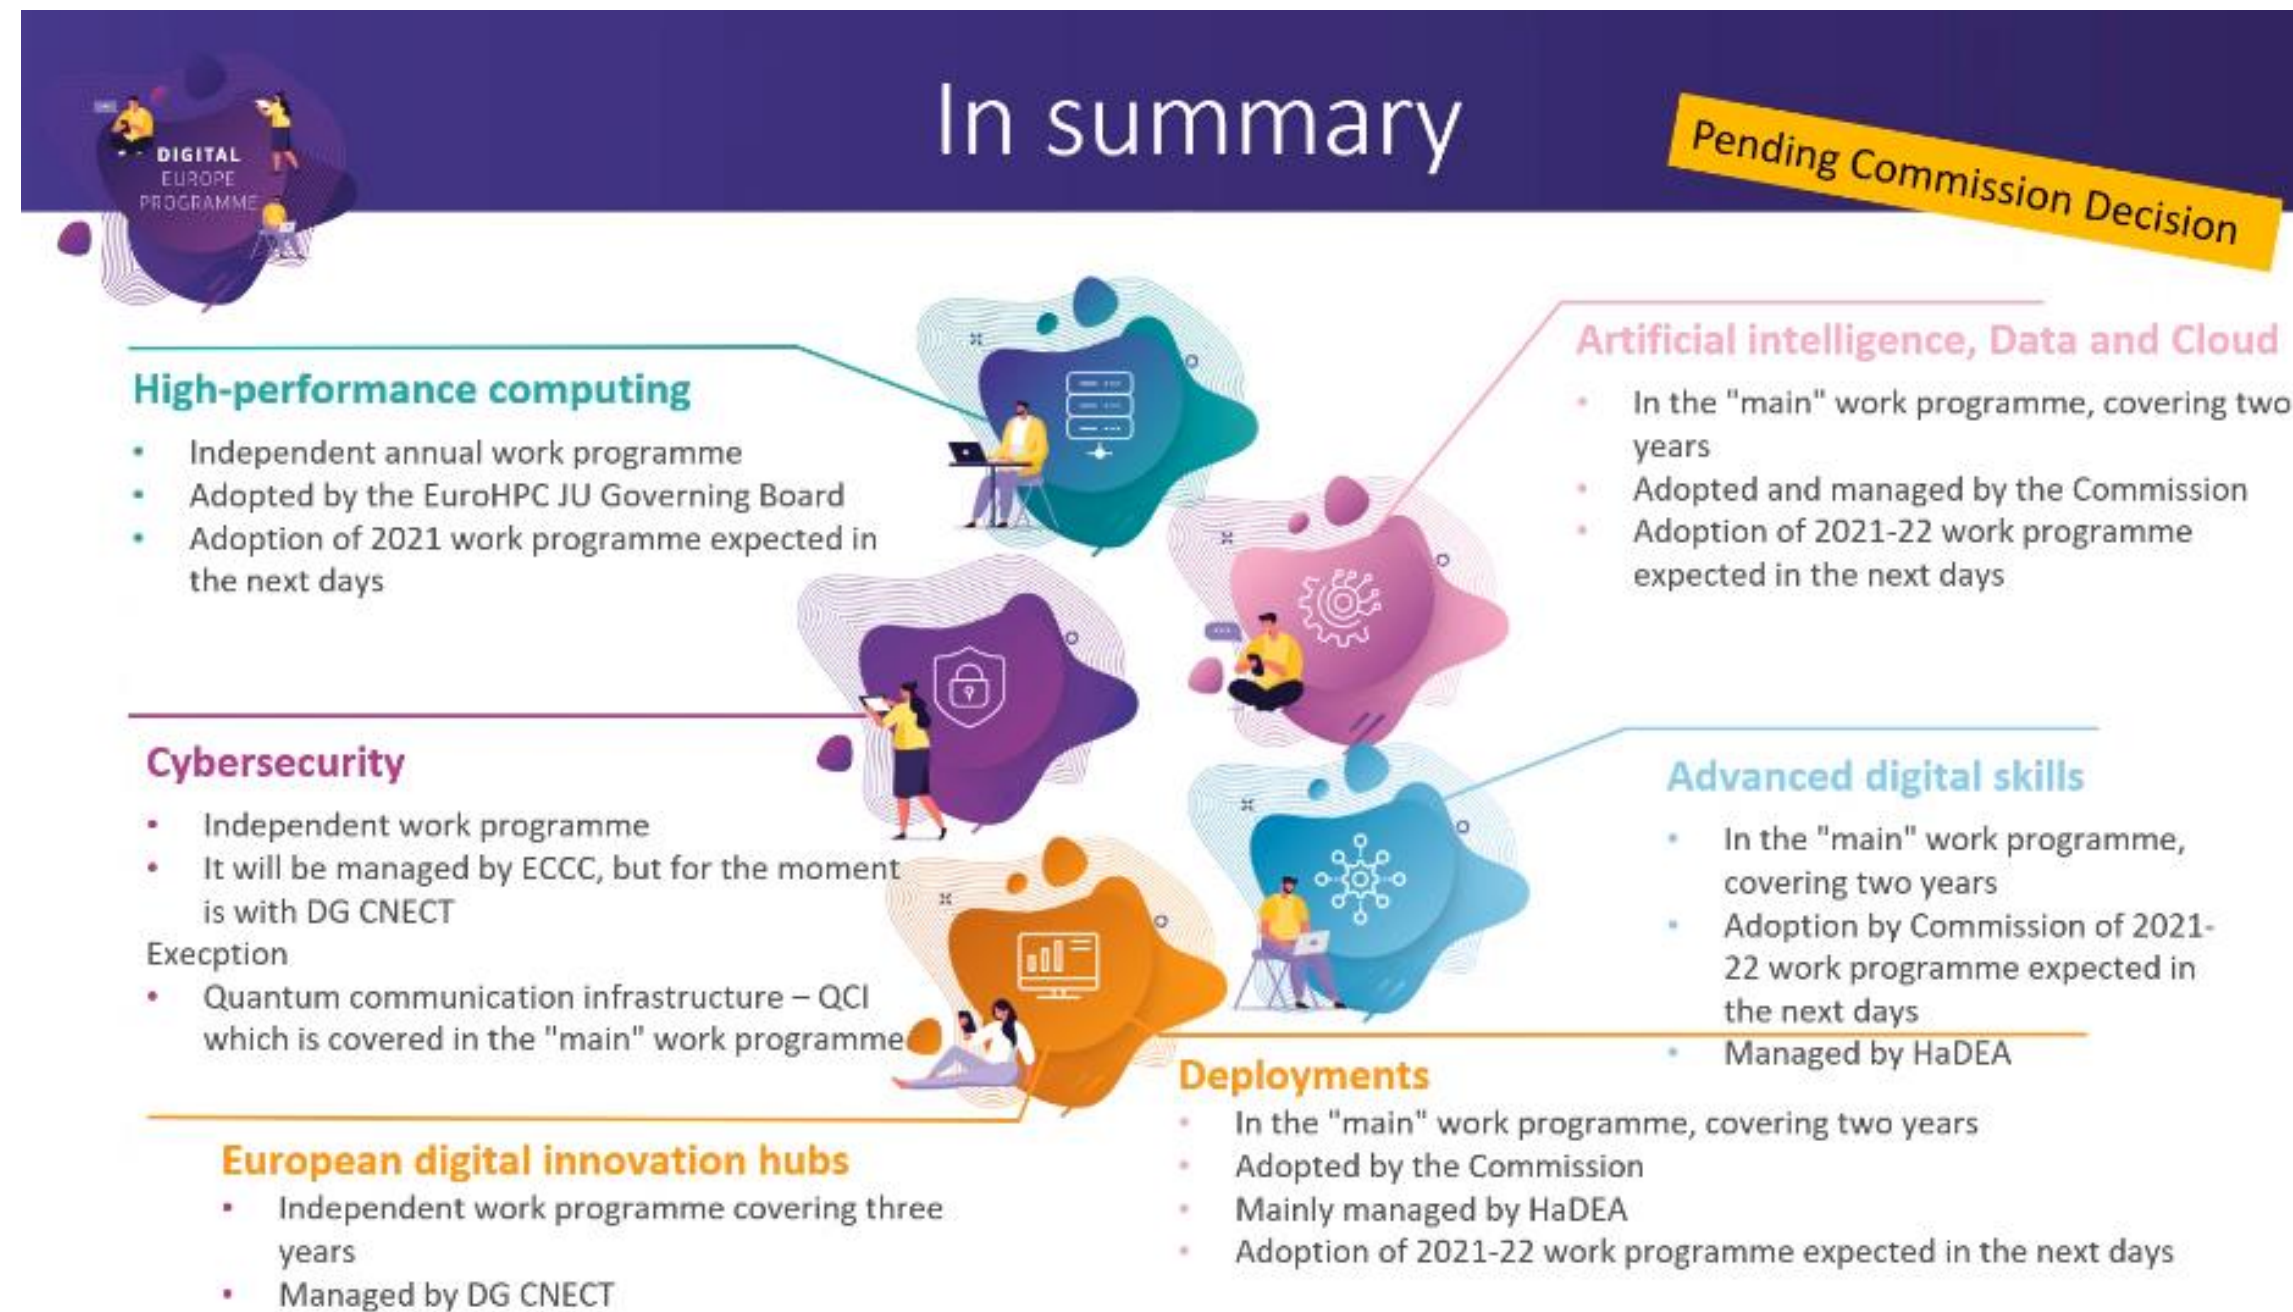 DIGITAL
EUROPE
PROGRAMME
In summary
Pending Commission Decision
High-performance computing
• Independent annual work programme
• Adopted by the EuroHPC JU Governing Board
• Adoption of 2021 work programme expected in
the next days
Artificial intelligence, Data and Cloud
• In the "main" work programme, covering two
years
• Adopted and managed by the Commission
• Adoption of 2021-22 work programme
expected in the next days
Cybersecurity
• Independent work programme
• It will be managed by ECCC, but for the moment
is with DG CNECT
Execption
• Quantum communication infrastructure – QCI
which is covered in the "main" work programme
Advanced digital skills
• In the "main" work programme,
covering two years
• Adoption by Commission of 2021-
22 work programme expected in
the next days
• Managed by HaDEA
European digital innovation hubs
• Independent work programme covering three
years
• Managed by DG CNECT
Deployments
• In the "main" work programme, covering two years
• Adopted by the Commission
• Mainly managed by HaDEA
• Adoption of 2021-22 work programme expected in the next days